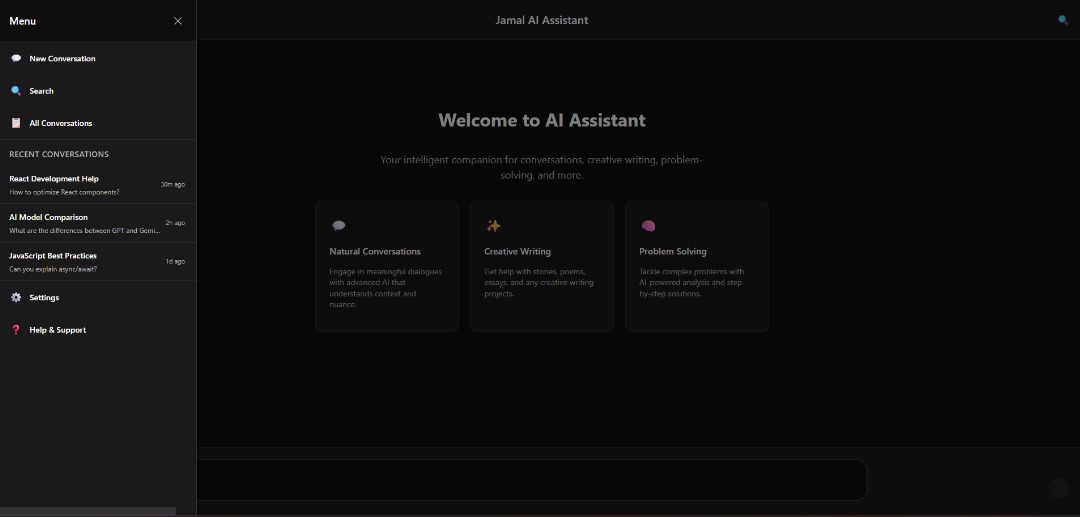 Menu
Jamal AI Assistant
New Conversation
Search
All Conversations
RECENT CONVERSATIONS
React Development Help
30m ago
How to optimize React components?
AI Model Comparison
2h ago
What are the differences between GPT and Gemi...
JavaScript Best Practices
1d ago
Can you explain async/await?
Settings
Help & Support
Welcome to AI Assistant
Your intelligent companion for conversations, creative writing, problem-
solving, and more.
Natural Conversations
Engage in meaningful dialogues
with advanced AI that
understands context and
nuance.
Creative Writing
Get help with stories, poems,
essays, and any creative writing
projects.
Problem Solving
Tackle complex problems with
AI-powered analysis and step-
by-step solutions.